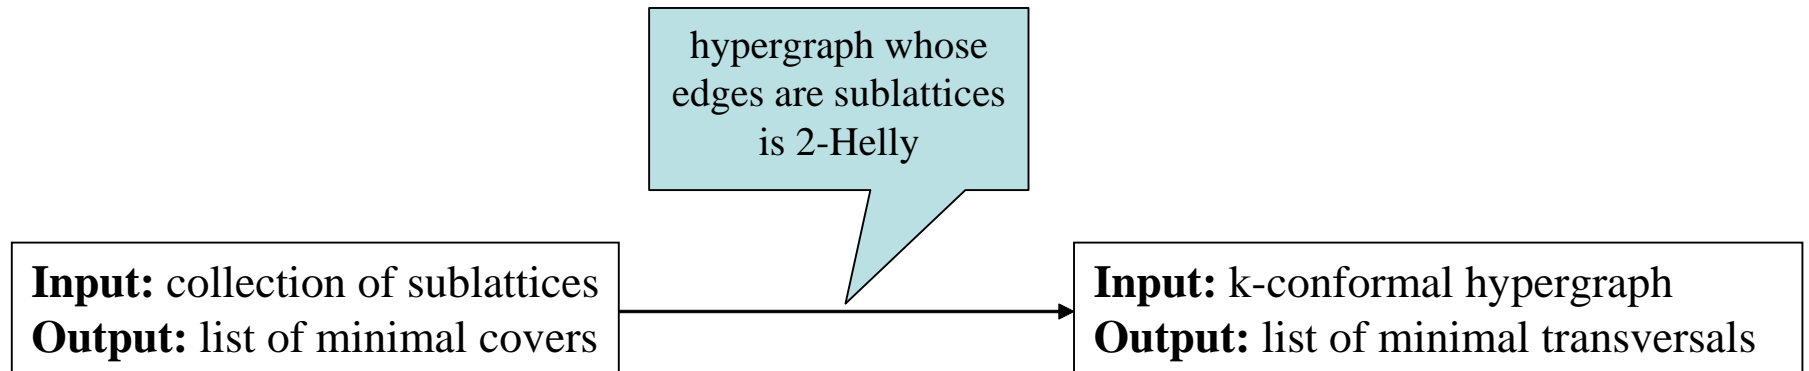 hypergraph whose
edges are sublattices
is 2-Helly
Input: collection of sublattices
Output: list of minimal covers
Input: k-conformal hypergraph
Output: list of minimal transversals